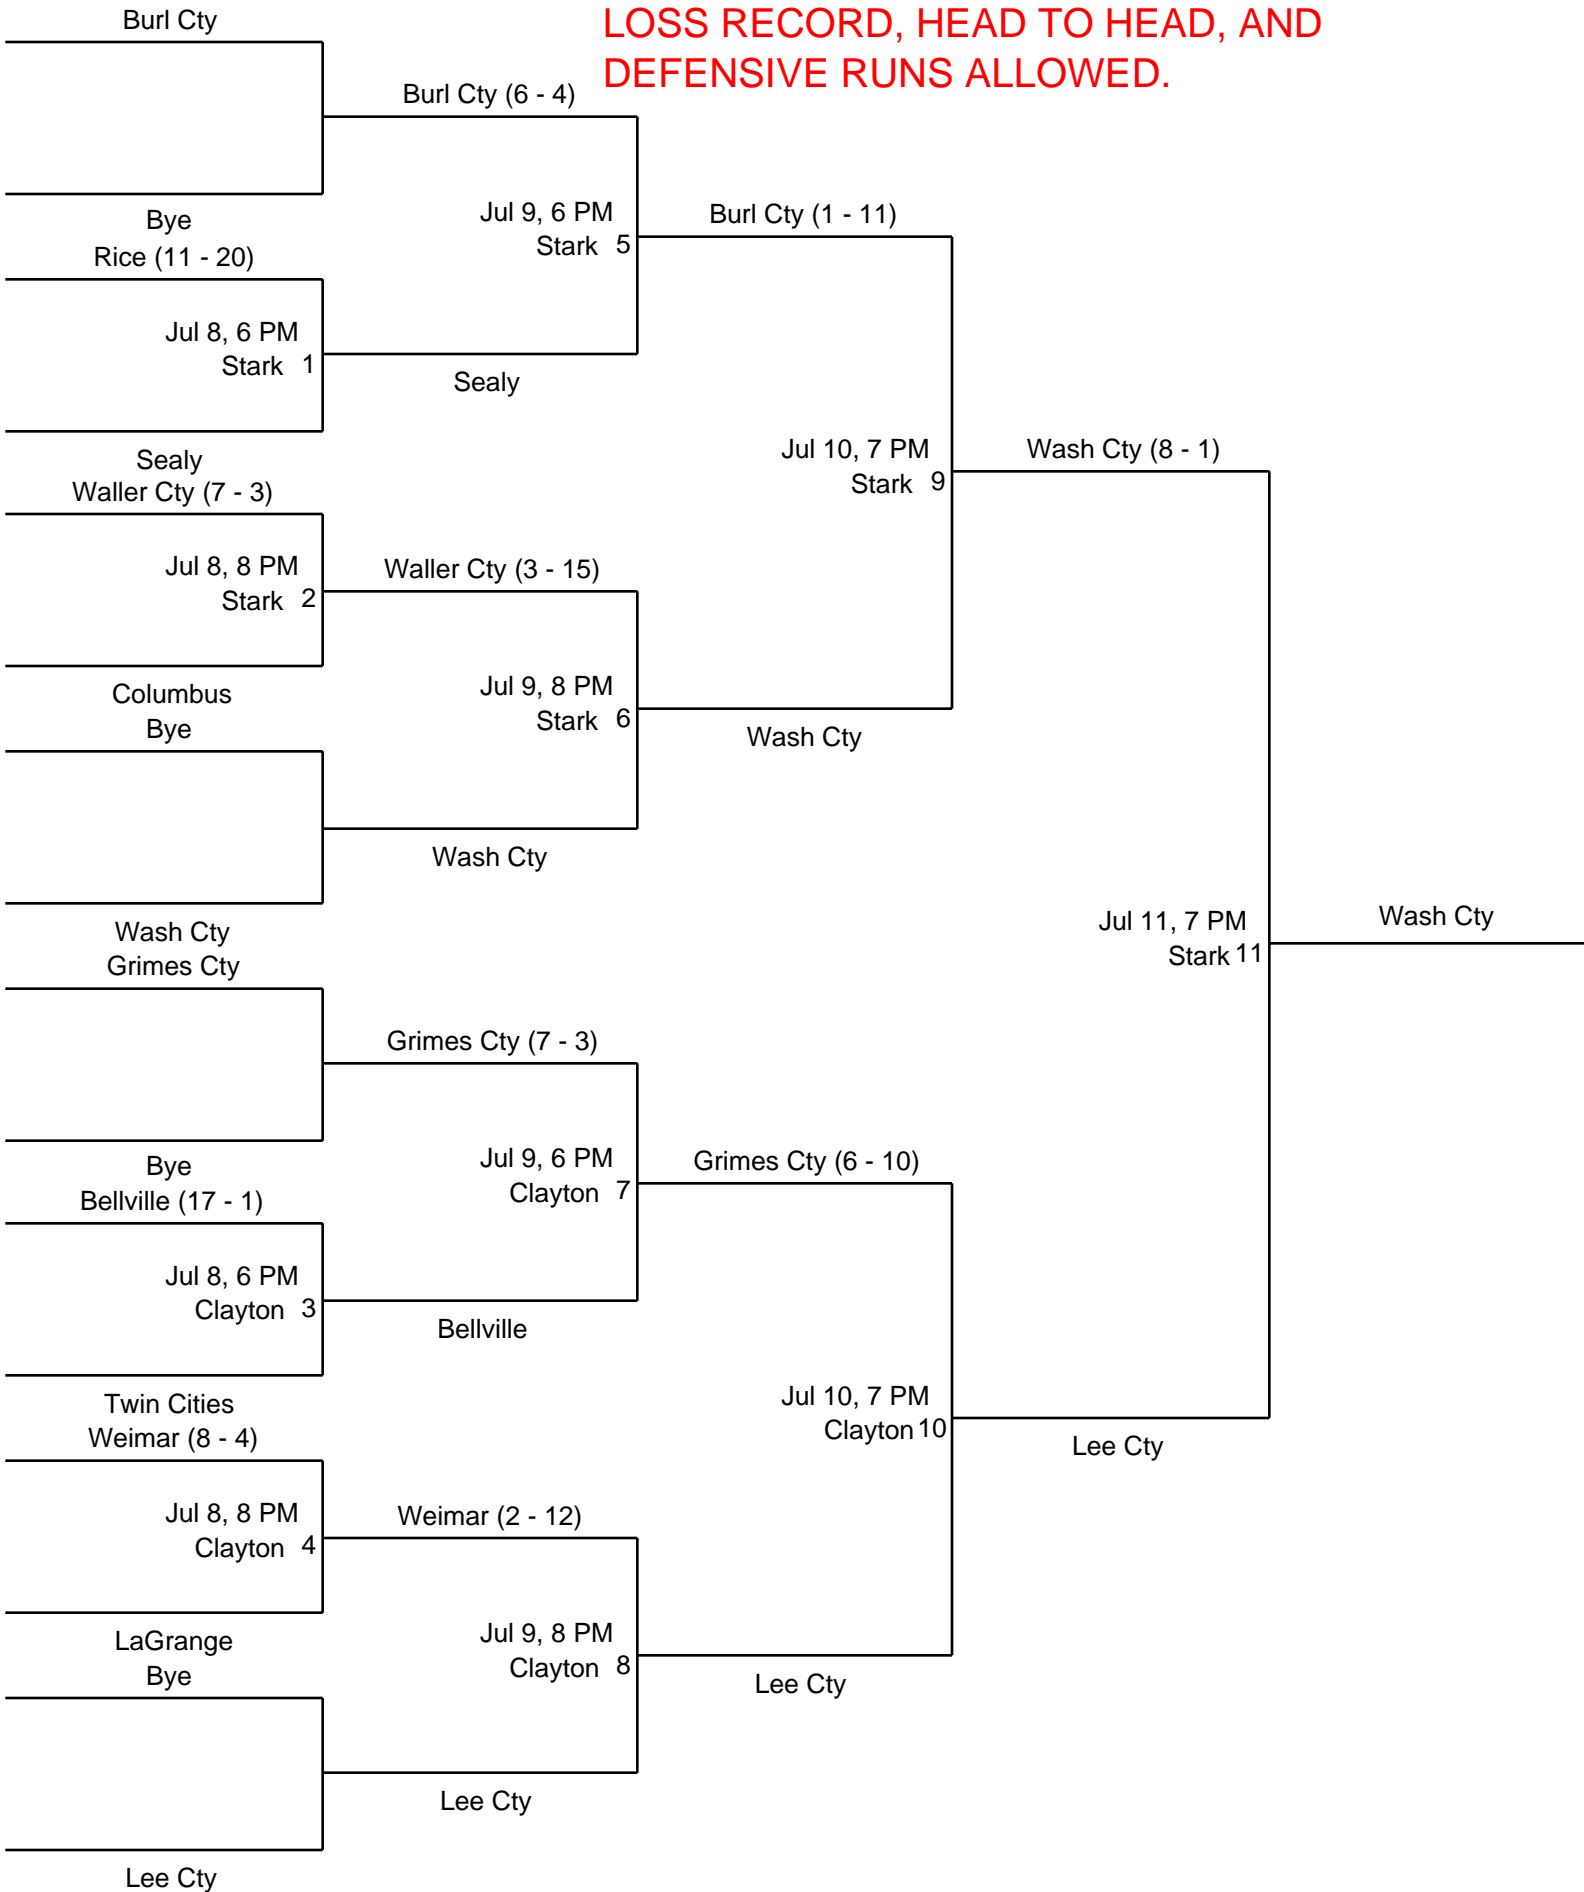 Burl Cty
LOSS RECORD, HEAD TO HEAD, AND
DEFENSIVE RUNS ALLOWED.
Burl Cty (6 - 4)
Bye
Jul 9, 6 PM
Stark 5
Burl Cty (1 - 11)
Rice (11 - 20)
Jul 8, 6 PM
Stark 1
Sealy
Sealy
Jul 10, 7 PM
Stark 9
Wash Cty (8 - 1)
Waller Cty (7 - 3)
Jul 8, 8 PM
Stark 2
Waller Cty (3 - 15)
Columbus
Jul 9, 8 PM
Stark 6
Wash Cty
Bye
Wash Cty
Wash Cty
Jul 11, 7 PM
Stark 11
Wash Cty
Grimes Cty
Grimes Cty (7 - 3)
Bye
Jul 9, 6 PM
Clayton 7
Grimes Cty (6 - 10)
Bellville (17 - 1)
Jul 8, 6 PM
Clayton 3
Bellville
Twin Cities
Jul 10, 7 PM
Clayton 10
Lee Cty
Weimar (8 - 4)
Jul 8, 8 PM
Clayton 4
Weimar (2 - 12)
LaGrange
Jul 9, 8 PM
Clayton 8
Lee Cty
Bye
Lee Cty
Lee Cty